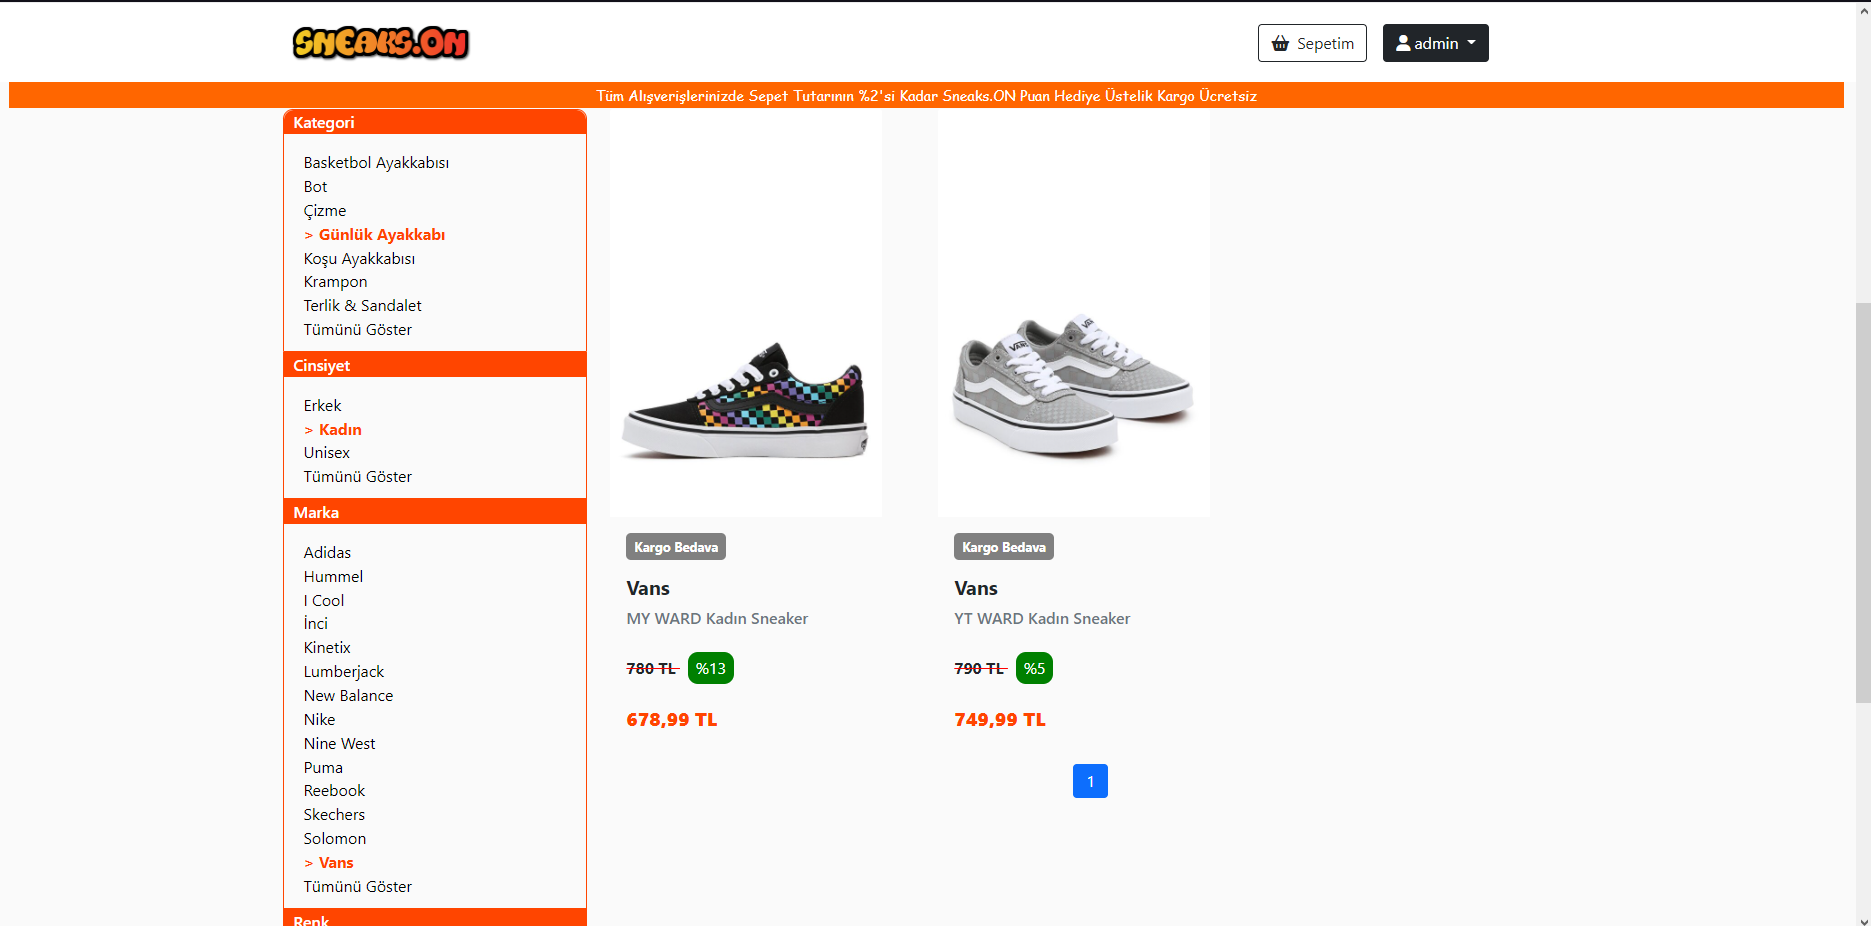 SNEAKS.ON
Sepetim
admin
Tüm Alışverişlerinizde Sepet Tutarının %2'si Kadar Sneaks.ON Puan Hediye Üstelik Kargo Ücretsiz
Kategori
Basketbol Ayakkabısı
Bot
Çizme
> Günlük Ayakkabı
Koşu Ayakkabısı
Krampon
Terlik & Sandalet
Tümünü Göster
Cinsiyet
Erkek
> Kadın
Unisex
Tümünü Göster
Marka
Adidas
Hummel
I Cool
İnci
Kinetix
Lumberjack
New Balance
Nike
Nine West
Puma
Reebook
Skechers
Solomon
> Vans
Tümünü Göster
Renk
Kargo Bedava
Vans
MY WARD Kadın Sneaker
780 TL %13
678,99 TL
VANS
VANS
Kargo Bedava
Vans
YT WARD Kadın Sneaker
790 TL %5
749,99 TL
1